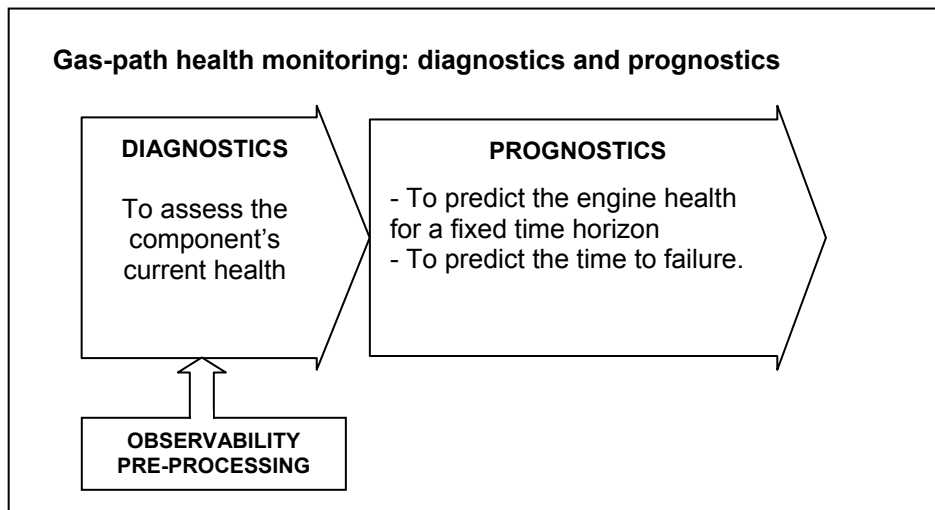 Gas-path health monitoring: diagnostics and prognostics
DIAGNOSTICS
To assess the
component's
current health
PROGNOSTICS
- To predict the engine health
for a fixed time horizon
- To predict the time to failure.
OBSERVABILITY
PRE-PROCESSING